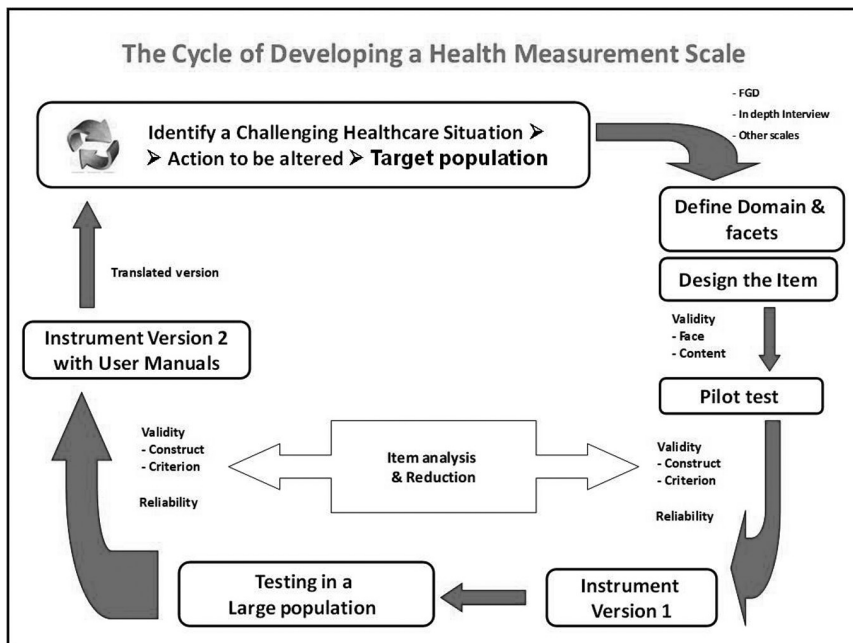 The Cycle of Developing a Health Measurement Scale
Identify a Challenging Healthcare Situation ➢
➢ Action to be altered ➢ Target population
- FGD
- In depth Interview
- Other scales
Define Domain &
facets
Design the Item
Validity
- Face
- Content
Pilot test
Validity
- Construct
- Criterion
Reliability
Item analysis
& Reduction
Instrument
Version 1
Testing in a
Large population
Validity
- Construct
- Criterion
Reliability
Instrument Version 2
with User Manuals
Translated version